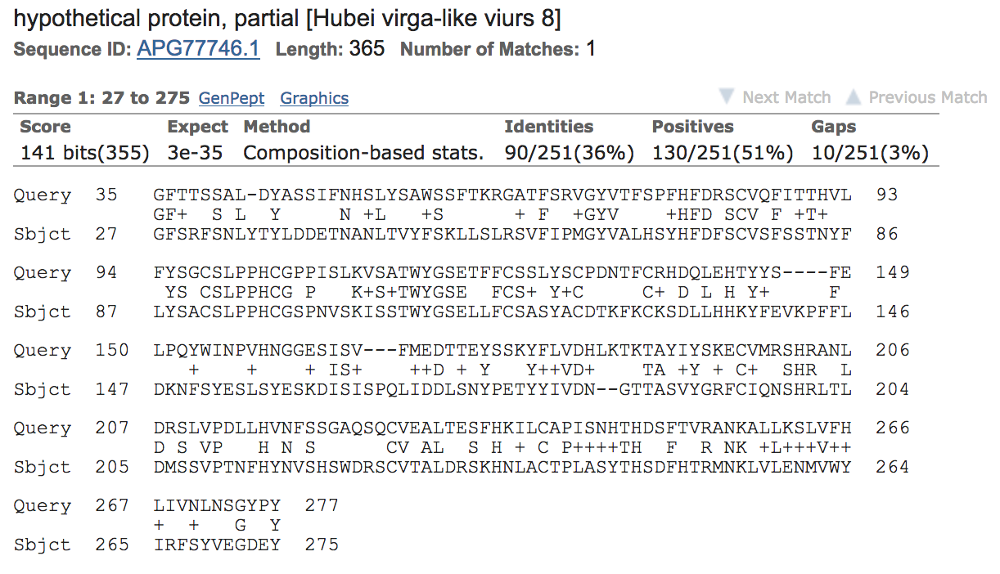 hypothetical protein, partial [Hubei virga-like viurs 8]
Sequence ID: APG77746.1 Length: 365 Number of Matches: 1
Range 1: 27 to 275 GenPept Graphics Next Match Previous Match
Score Expect Method Identities Positives Gaps
141 bits(355) 3e-35 Composition-based stats. 90/251(36%) 130/251(51%) 10/251(3%)
Query  35   GFTTSSAL-DYASSIFNHSLYSAWSSFTKRGATFSRVGYVTFSPFHFDRSCVQFITTHVL  93
            GF+  S L  Y     N +L   +S      + F  +GYV    +HFD SCV F +T+
Sbjct  27   GFSRFSNLYTYLDDETNANLTVYFSKLLSLRSVFIPMGYVALHSYHFDFSCVSFSSTNYF  86
Query  94   FYSGCSLPPHCGPPISLKVSATWYGSETFFCSSLYSCPDNTFCRHDQLEHTYYS----FE  149
             YS CSLPPHCG P   K+S+TWYGSE  FCS+ Y+C     C+ D L H Y+     F
Sbjct  87   LYSACSLPPHCGSPNVSKISSTWYGSELLFCSASYACDTKFKCKSDLLHHKYFEVKPFFL  146
Query  150  LPQYWINPVHNGGESISV---FMEDTTEYSSKYFLVDHLKTKTAYIYSKECVMRSHRANL  206
               +    +    + IS+    ++D + Y   Y++VD+    TA +Y + C+  SHR  L
Sbjct  147  DKNFSYESLSYESKDISISPQLIDDLSNYPETYYIVDN--GTTASVYGRFCIQNSHRLTL  204
Query  207  DRSLVPDLLHVNFSSGAQSQCVEALTESFHKILCAPISNHTHDSFTVRANKALLKSLVFH  266
            D S VP   H N S      CV AL  S H + C P++++TH  F  R NK +L+++V++
Sbjct  205  DMSSVPTNFHYNVSHSWDRSCVTALDRSKHNLACTPLASYTHSDFHTRMNKLVLENMVWY  264
Query  267  LIVNLNSGYPY  277
            +  +   G  Y
Sbjct  265  IRFSYVEGDEY  275